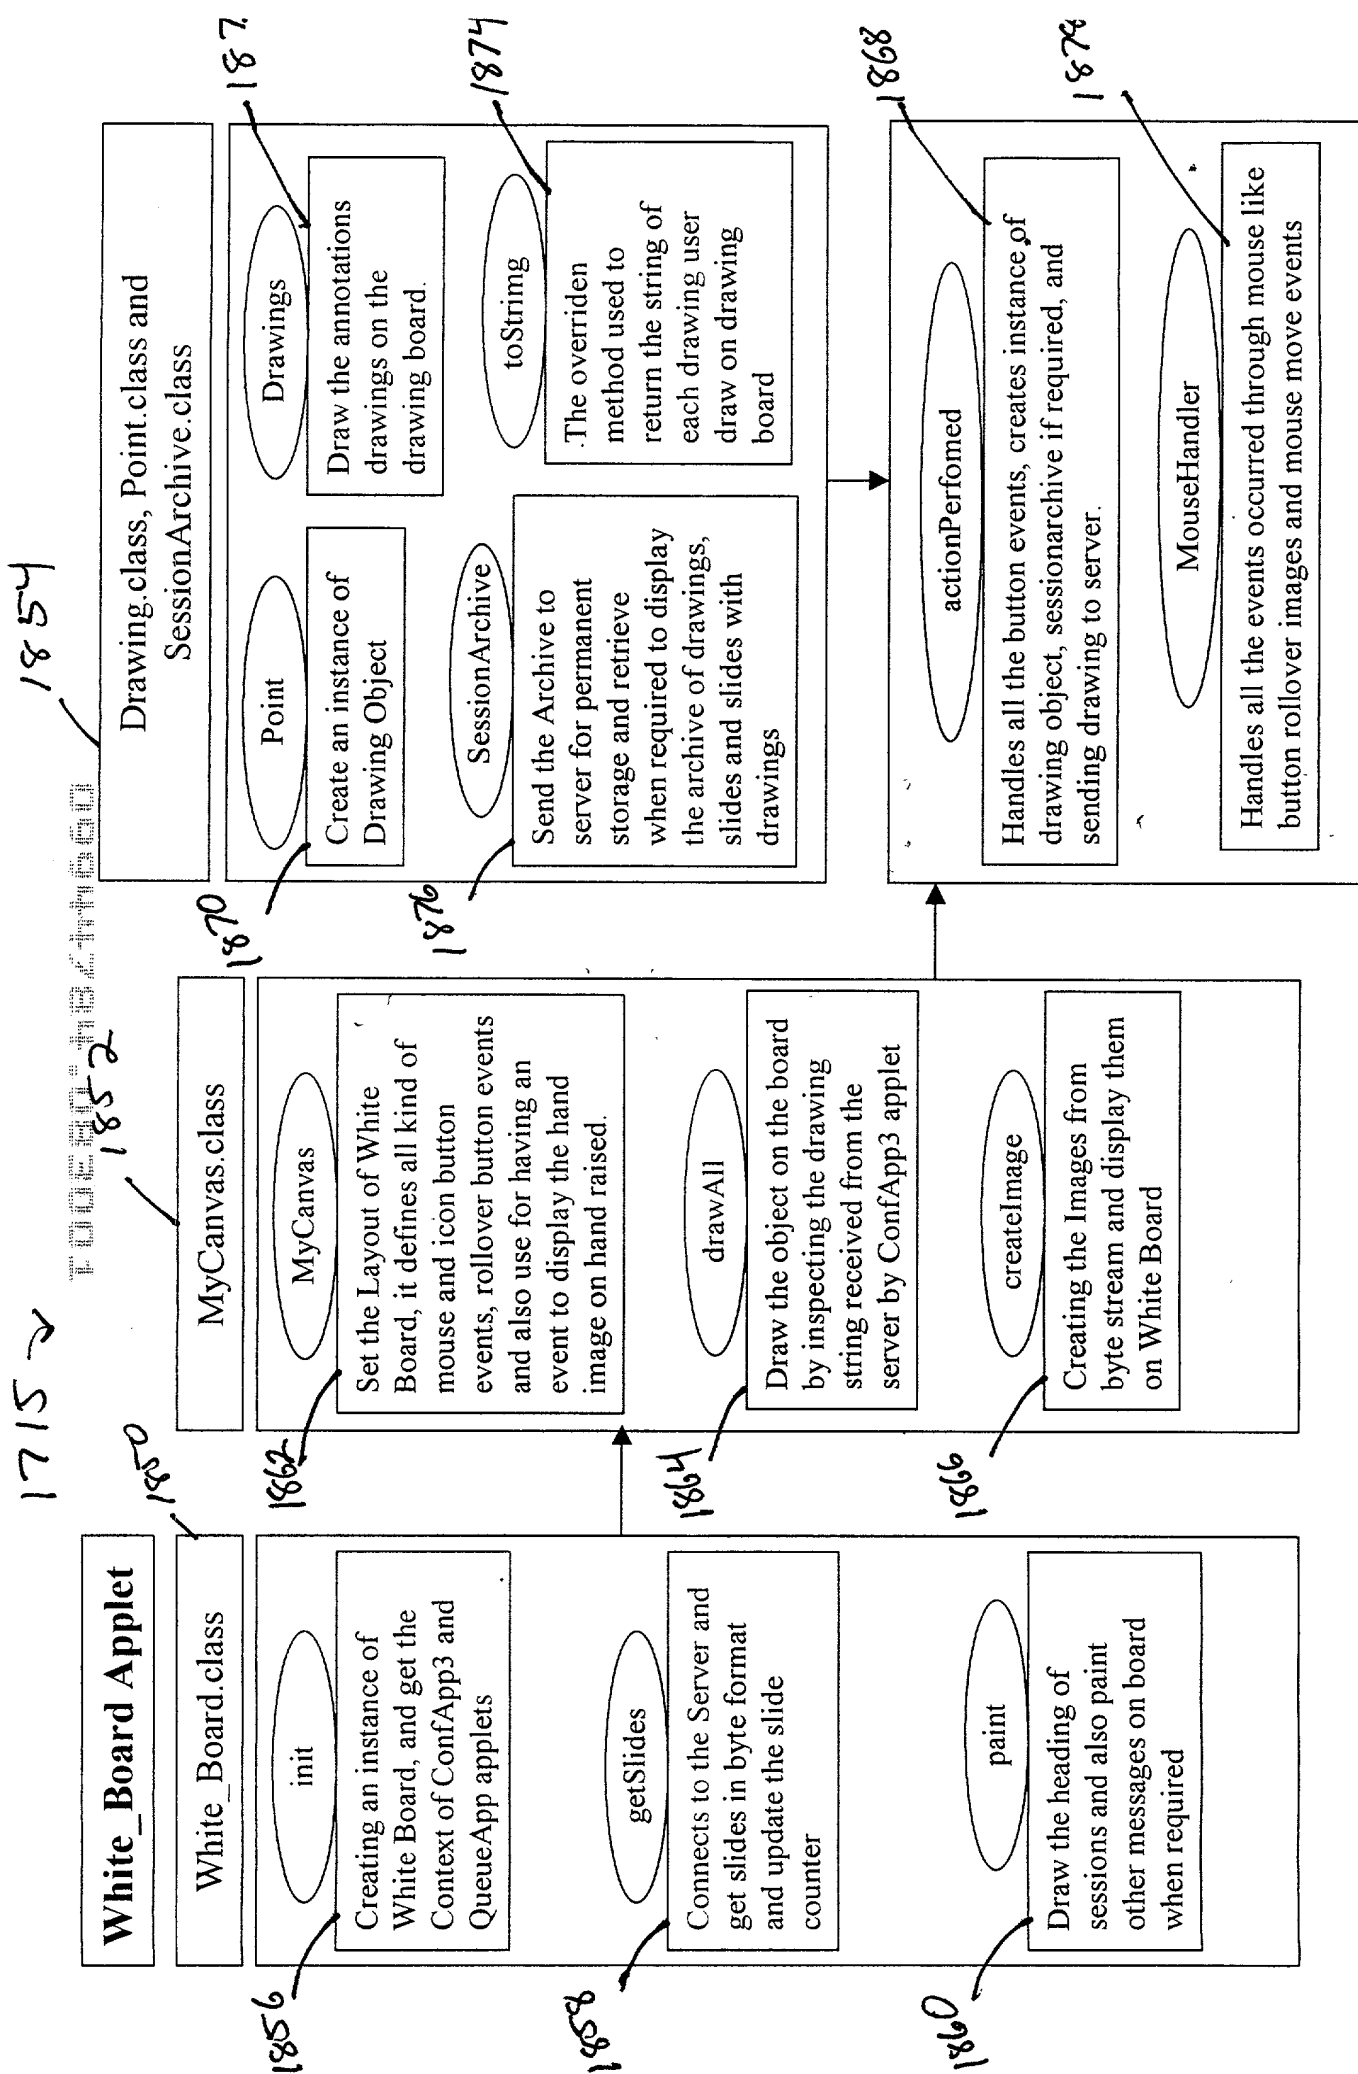 1715
White_Board Applet
1850
White_Board.class
init
1856
Creating an instance of
White Board, and get the
Context of ConfApp3 and
QueueApp applets
getSlides
1858
Connects to the Server and
get slides in byte format
and update the slide
counter
paint
1860
Draw the heading of
sessions and also paint
other messages on board
when required
1852
MyCanvas.class
MyCanvas
1862
Set the Layout of White
Board, it defines all kind of
mouse and icon button
events, rollover button events
and also use for having an
event to display the hand
image on hand raised.
drawAll
1864
Draw the object on the board
by inspecting the drawing
string received from the
server by ConfApp3 applet
createImage
1866
Creating the Images from
byte stream and display them
on White Board
1854
Drawing.class, Point.class and
SessionArchive.class
Point
1870
Create an instance of
Drawing Object
Drawings
187
Draw the annotations
drawings on the
drawing board.
SessionArchive
1876
Send the Archive to
server for permanent
storage and retrieve
when required to display
the archive of drawings,
slides and slides with
drawings
toString
1874
.The overriden
method used to
return the string of
each drawing user
draw on drawing
board
actionPerfomed
1868
Handles all the button events, creates instance of
drawing object, sessionarchive if required, and
sending drawing to server.
MouseHandler
1878
Handles all the events occurred through mouse like
button rollover images and mouse move events